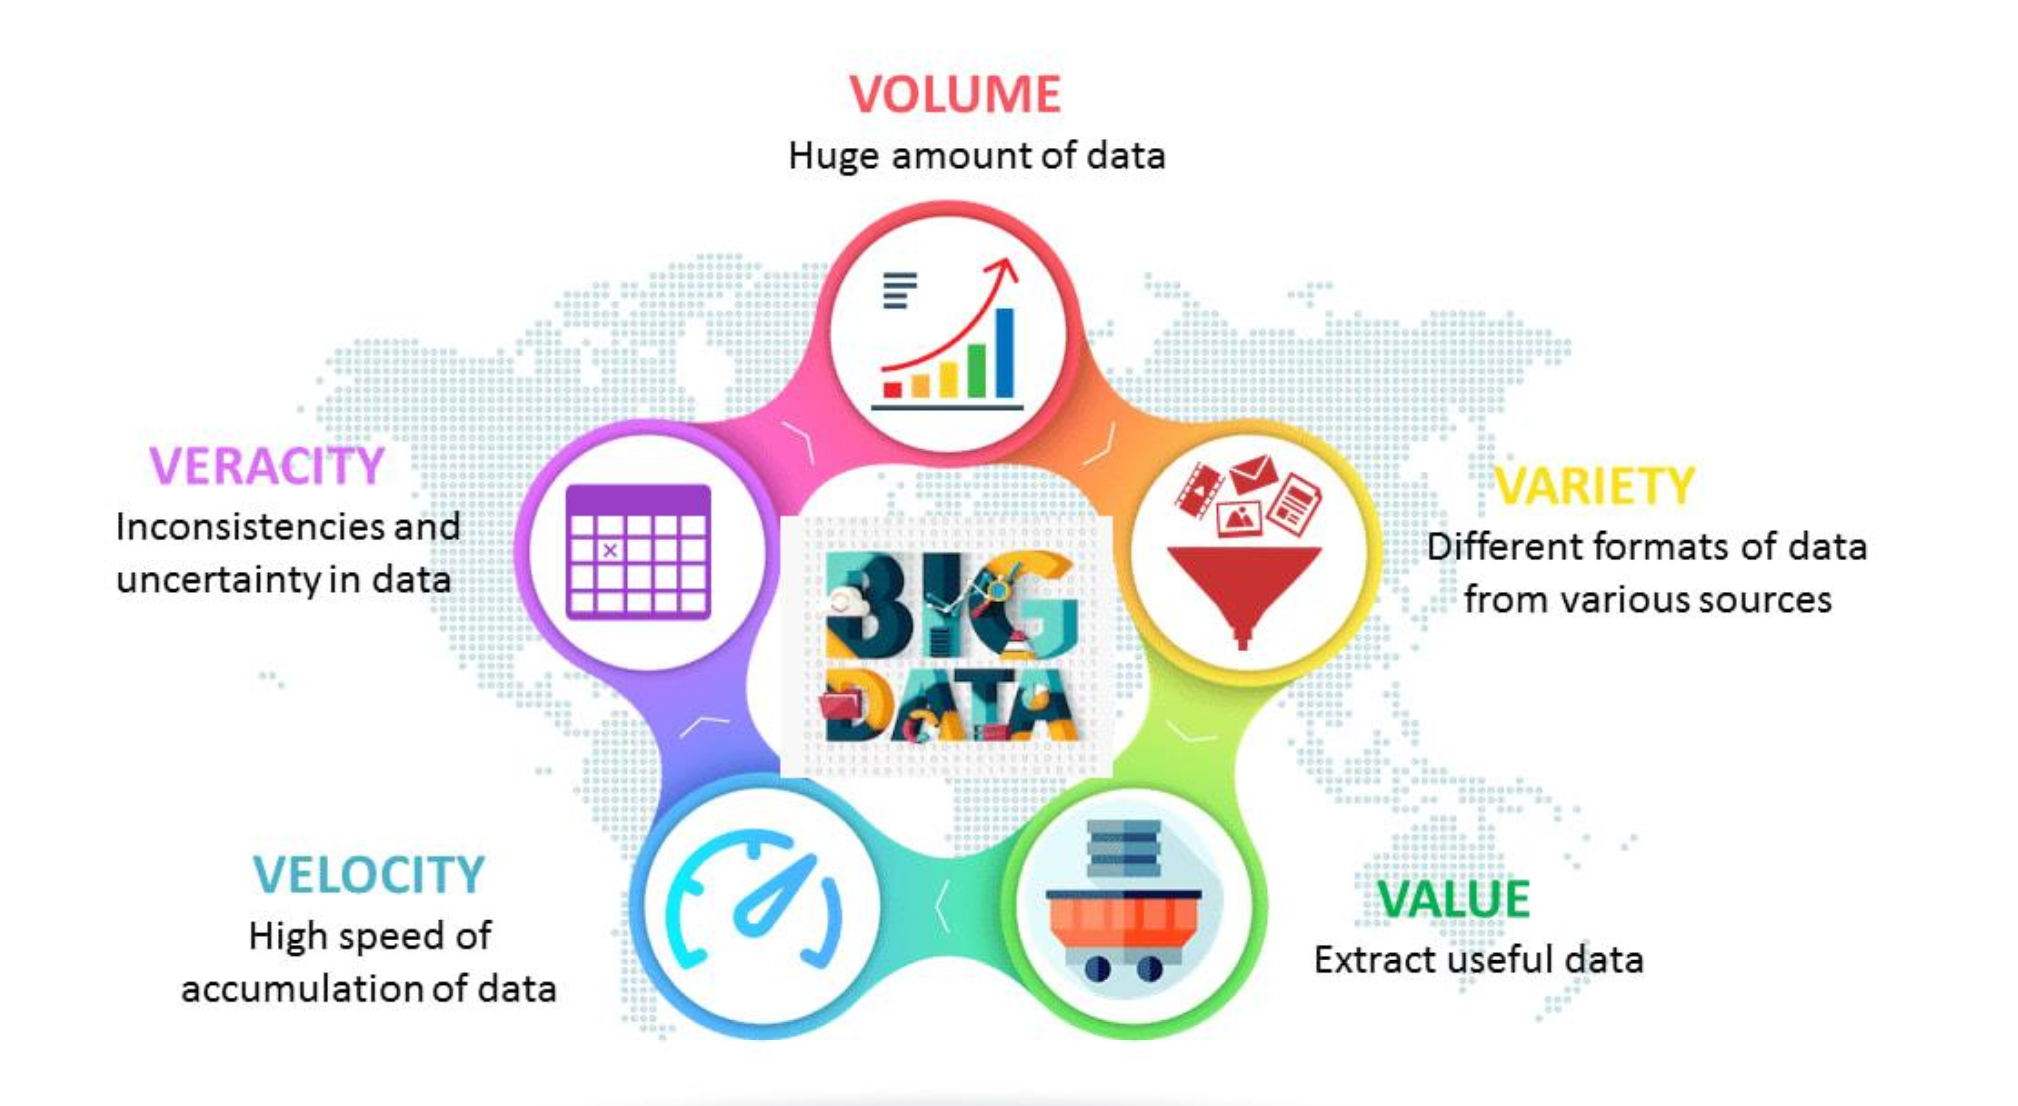 VOLUME
Huge amount of data
VERACITY
Inconsistencies and
uncertainty in data
VARIETY
Different formats of data
from various sources
BIG
DATA
VELOCITY
High speed of
accumulation of data
VALUE
Extract useful data